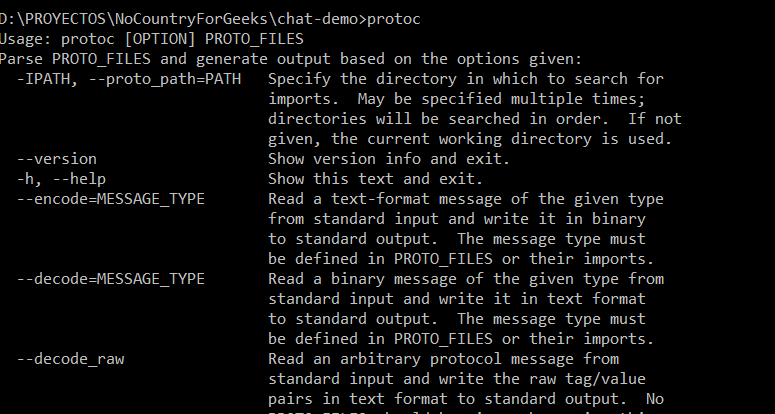 D:\PROYECTOS\NoCountryForGeeks\chat-demo>protoc
Usage: protoc [OPTION] PROTO_FILES
Parse PROTO_FILES and generate output based on the options given:
  -IPATH, --proto_path=PATH   Specify the directory in which to search for
                              imports.  May be specified multiple times;
                              directories will be searched in order.  If not
                              given, the current working directory is used.
  --version                   Show version info and exit.
  -h, --help                  Show this text and exit.
  --encode=MESSAGE_TYPE       Read a text-format message of the given type
                              from standard input and write it in binary
                              to standard output.  The message type must
                              be defined in PROTO_FILES or their imports.
  --decode=MESSAGE_TYPE       Read a binary message of the given type from
                              standard input and write it in text format
                              to standard output.  The message type must
                              be defined in PROTO_FILES or their imports.
  --decode_raw                Read an arbitrary protocol message from
                              standard input and write the raw tag/value
                              pairs in text format to standard output.  No